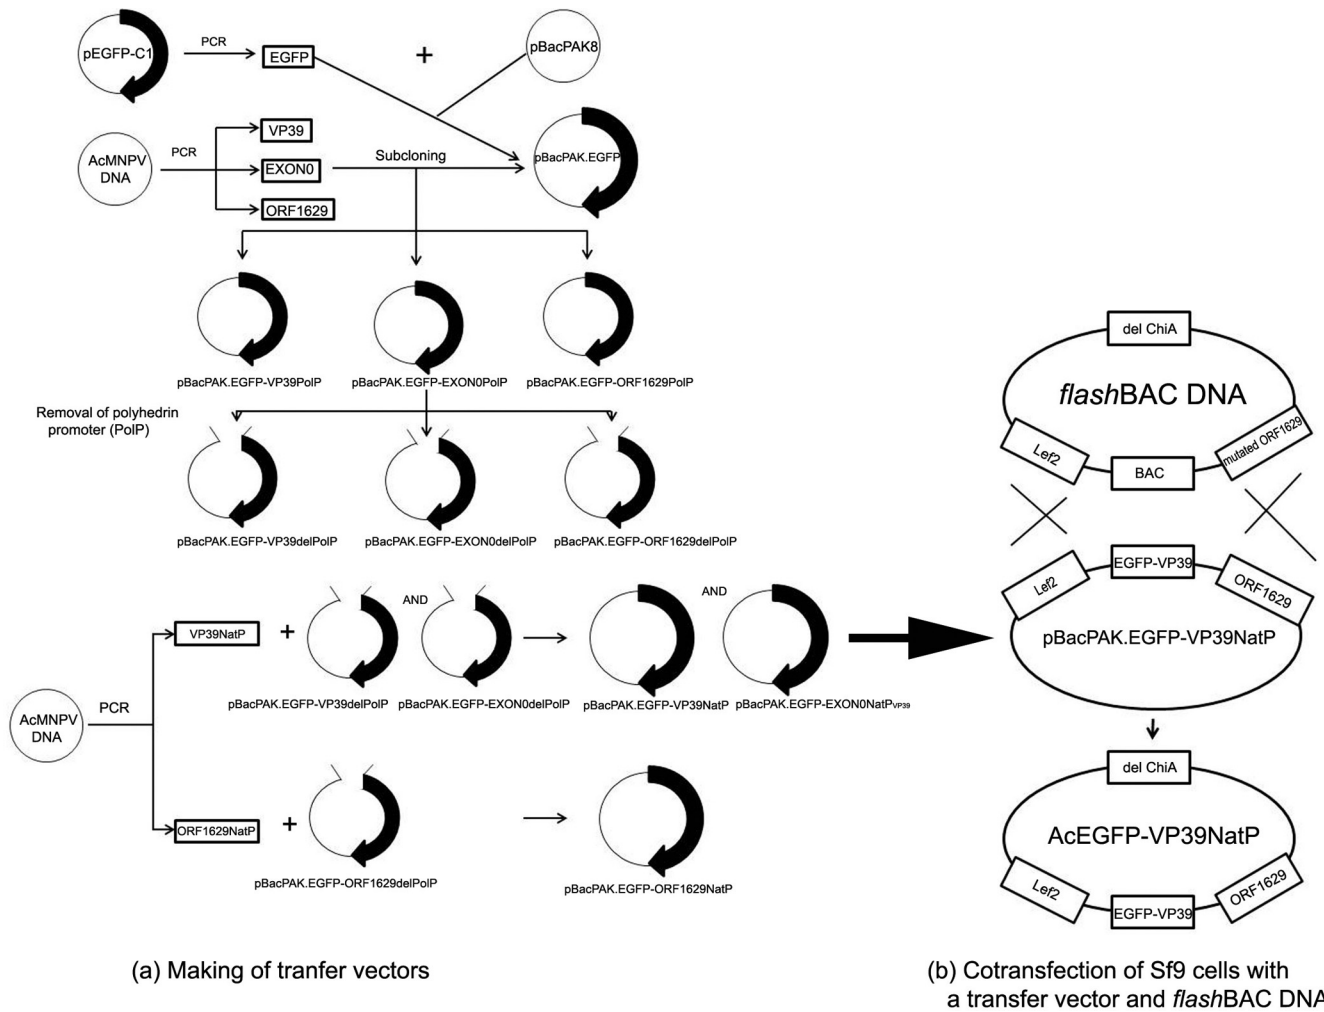 pEGFP-C1
PCR
EGFP
+
pBacPAK8
AcMNPV
DNA
PCR
VP39
EXON0
ORF1629
Subcloning
pBacPAK.EGFP
pBacPAK.EGFP-VP39PolP
pBacPAK.EGFP-EXON0PolP
pBacPAK.EGFP-ORF1629PolP
Removal of polyhedrin
promoter (PolP)
pBacPAK.EGFP-VP39delPolP
pBacPAK.EGFP-EXON0delPolP
pBacPAK.EGFP-ORF1629delPolP
AcMNPV
DNA
PCR
VP39NatP
+
AND
AND
pBacPAK.EGFP-VP39delPolP
pBacPAK.EGFP-EXON0delPolP
pBacPAK.EGFP-VP39NatP
pBacPAK.EGFP-EXON0NatPVP39
ORF1629NatP
+
pBacPAK.EGFP-ORF1629delPolP
pBacPAK.EGFP-ORF1629NatP
(a) Making of tranfer vectors
del ChiA
flashBAC DNA
Lef2
BAC
mutated ORF1629
Lef2
EGFP-VP39
ORF1629
pBacPAK.EGFP-VP39NatP
del ChiA
AcEGFP-VP39NatP
Lef2
EGFP-VP39
ORF1629
(b) Cotransfection of Sf9 cells with
a transfer vector and flashBAC DNA